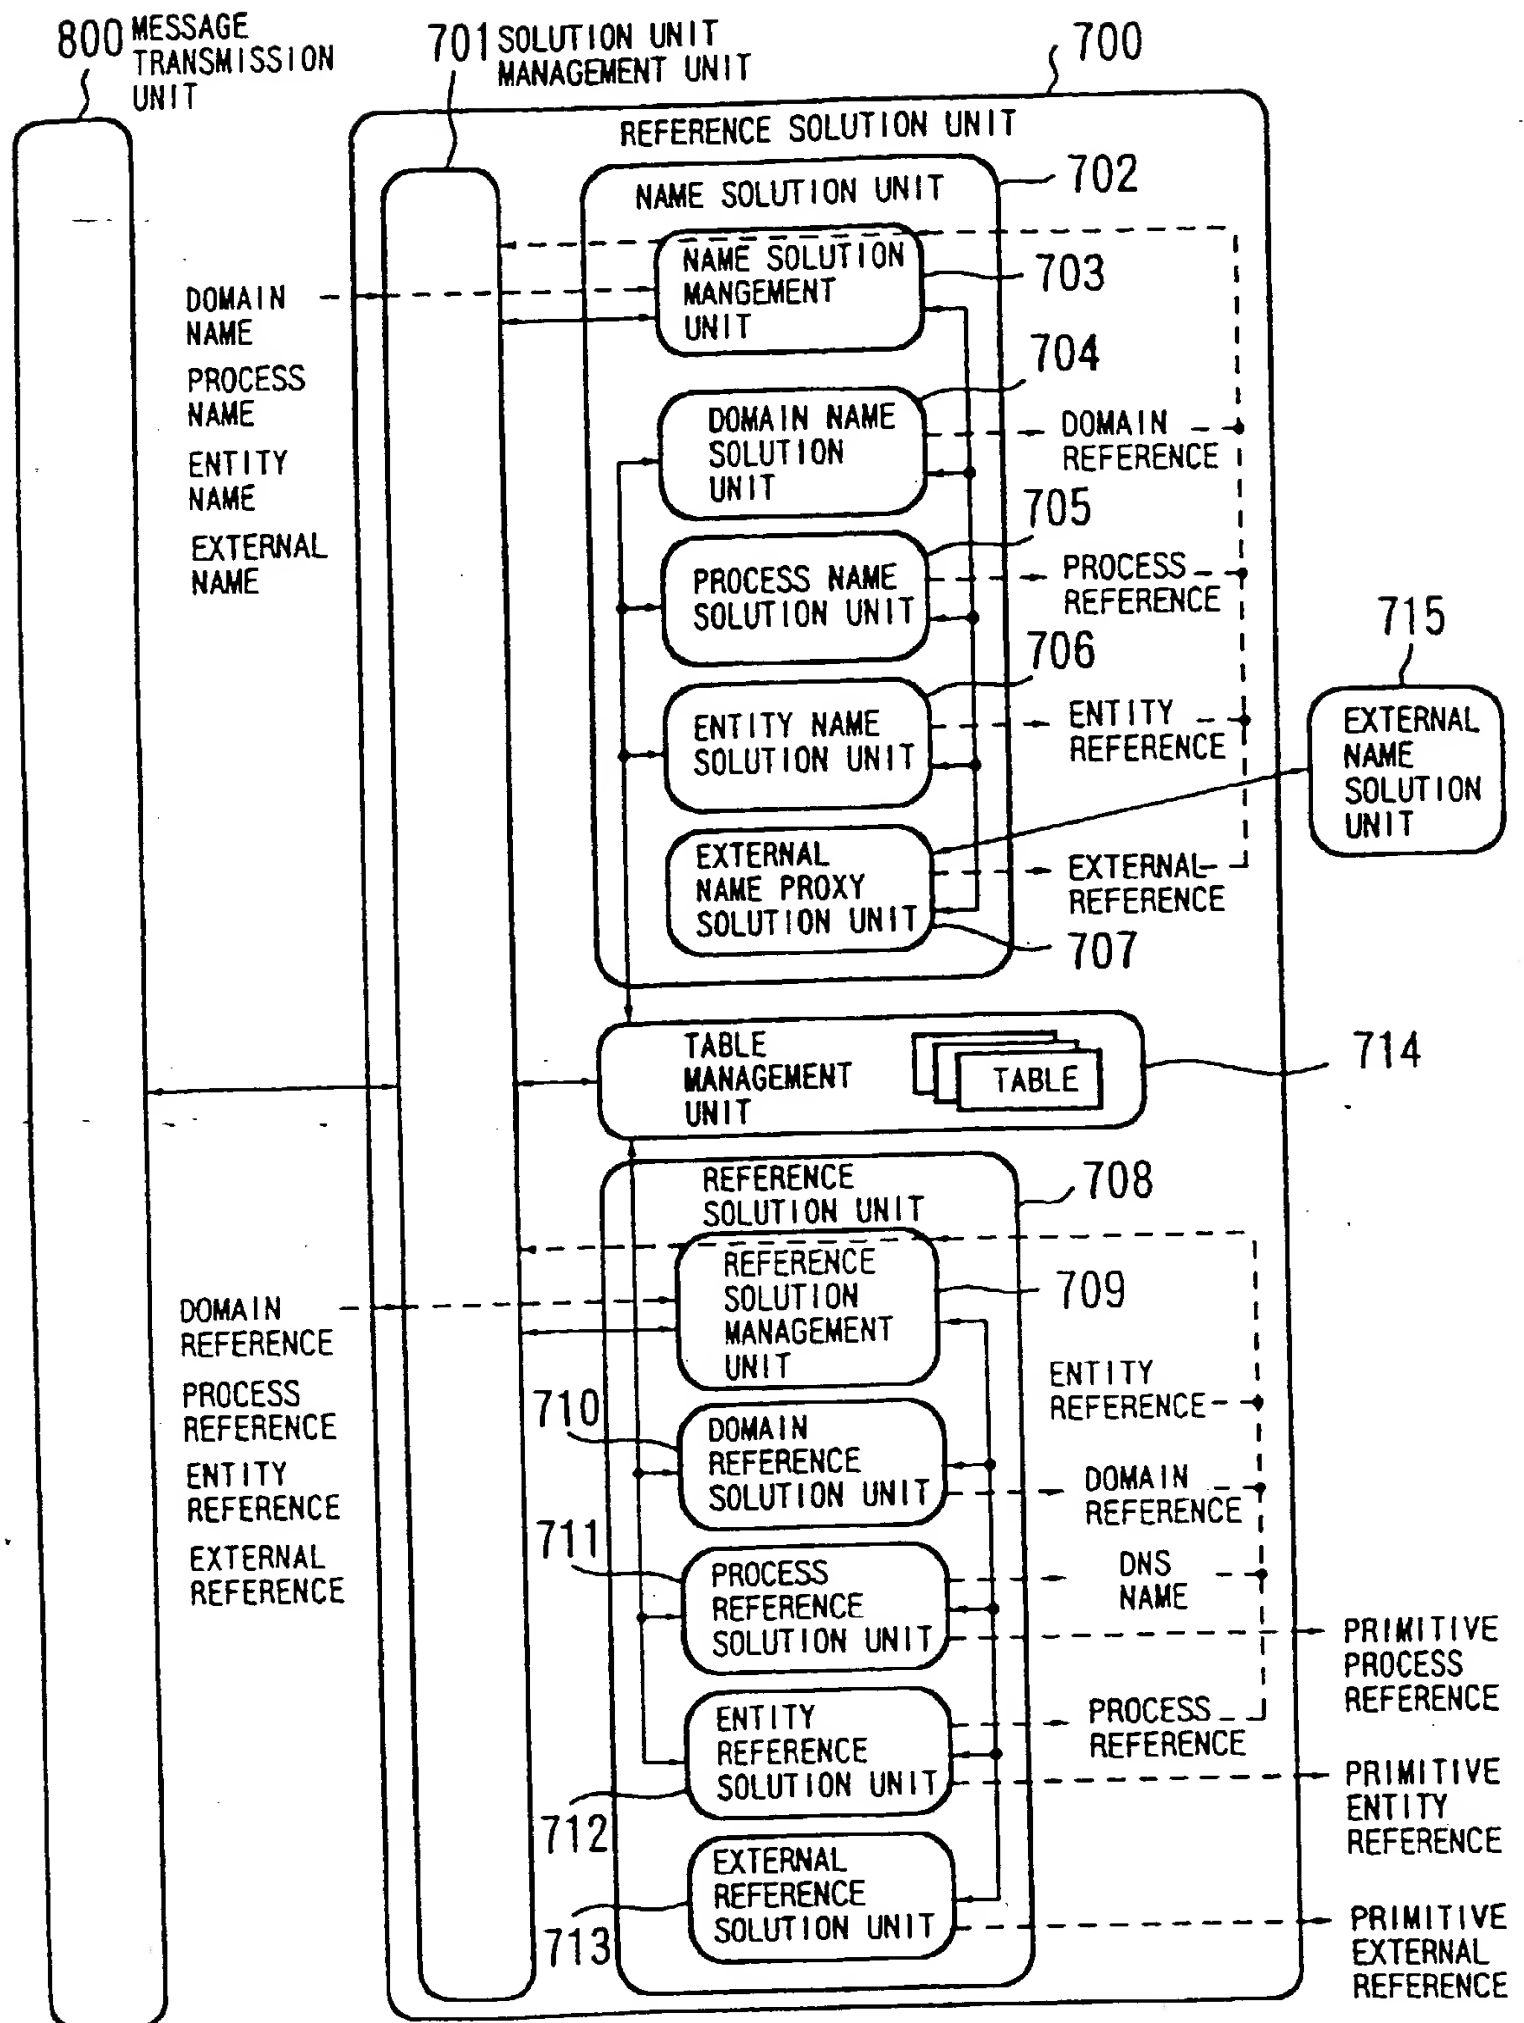 800 MESSAGE
TRANSMISSION
UNIT
701 SOLUTION UNIT
MANAGEMENT UNIT
700
REFERENCE SOLUTION UNIT
NAME SOLUTION UNIT
702
NAME SOLUTION
MANGEMENT
UNIT
703
DOMAIN
NAME
PROCESS
NAME
ENTITY
NAME
EXTERNAL
NAME
704
DOMAIN NAME
SOLUTION
UNIT
DOMAIN
REFERENCE
705
PROCESS NAME
SOLUTION UNIT
PROCESS
REFERENCE
706
ENTITY NAME
SOLUTION UNIT
ENTITY
REFERENCE
715
EXTERNAL
NAME
SOLUTION
UNIT
EXTERNAL
NAME PROXY
SOLUTION UNIT
EXTERNAL
REFERENCE
707
TABLE
MANAGEMENT
UNIT
TABLE
714
REFERENCE
SOLUTION UNIT
708
REFERENCE
SOLUTION
MANAGEMENT
UNIT
709
DOMAIN
REFERENCE
PROCESS
REFERENCE
ENTITY
REFERENCE
EXTERNAL
REFERENCE
ENTITY
REFERENCE
710
DOMAIN
REFERENCE
SOLUTION UNIT
DOMAIN
REFERENCE
711
PROCESS
REFERENCE
SOLUTION UNIT
DNS
NAME
PRIMITIVE
PROCESS
REFERENCE
ENTITY
REFERENCE
SOLUTION UNIT
PROCESS
REFERENCE
712
PRIMITIVE
ENTITY
REFERENCE
EXTERNAL
REFERENCE
SOLUTION UNIT
713
PRIMITIVE
EXTERNAL
REFERENCE